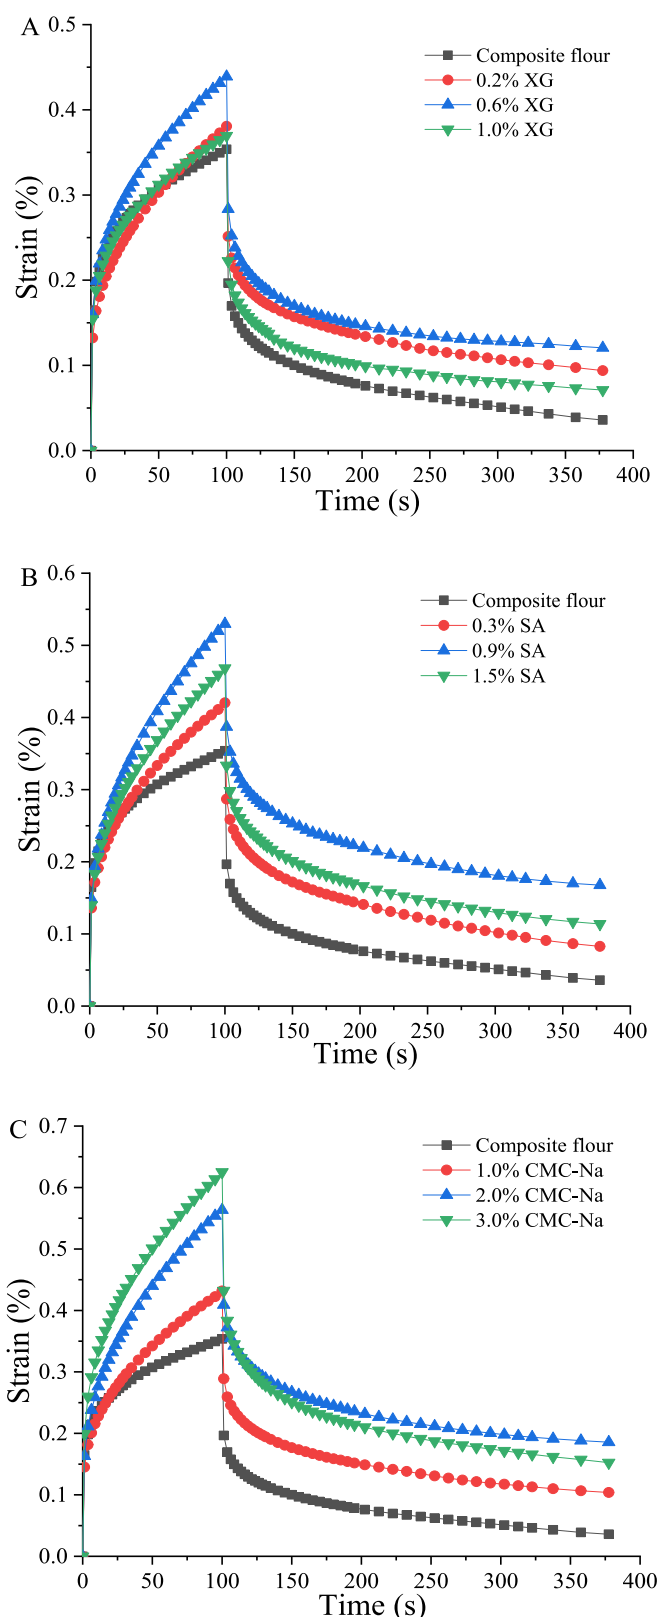 A
0.5
Composite flour
0.2% XG
0.4
0.6% XG
1.0% XG
0.3
Strain (%)
0.2
0.1
0.0
0 50 100 150 200 250 300 350 400
Time (s)
B
0.6
Composite flour
0.5
0.3% SA
0.9% SA
1.5% SA
0.4
Strain (%)
0.3
0.2
0.1
0.0
0 50 100 150 200 250 300 350 400
Time (s)
C
0.7
Composite flour
1.0% CMC-Na
0.6
2.0% CMC-Na
3.0% CMC-Na
0.5
Strain (%)
0.4
0.3
0.2
0.1
0.0
0 50 100 150 200 250 300 350 400
Time (s)